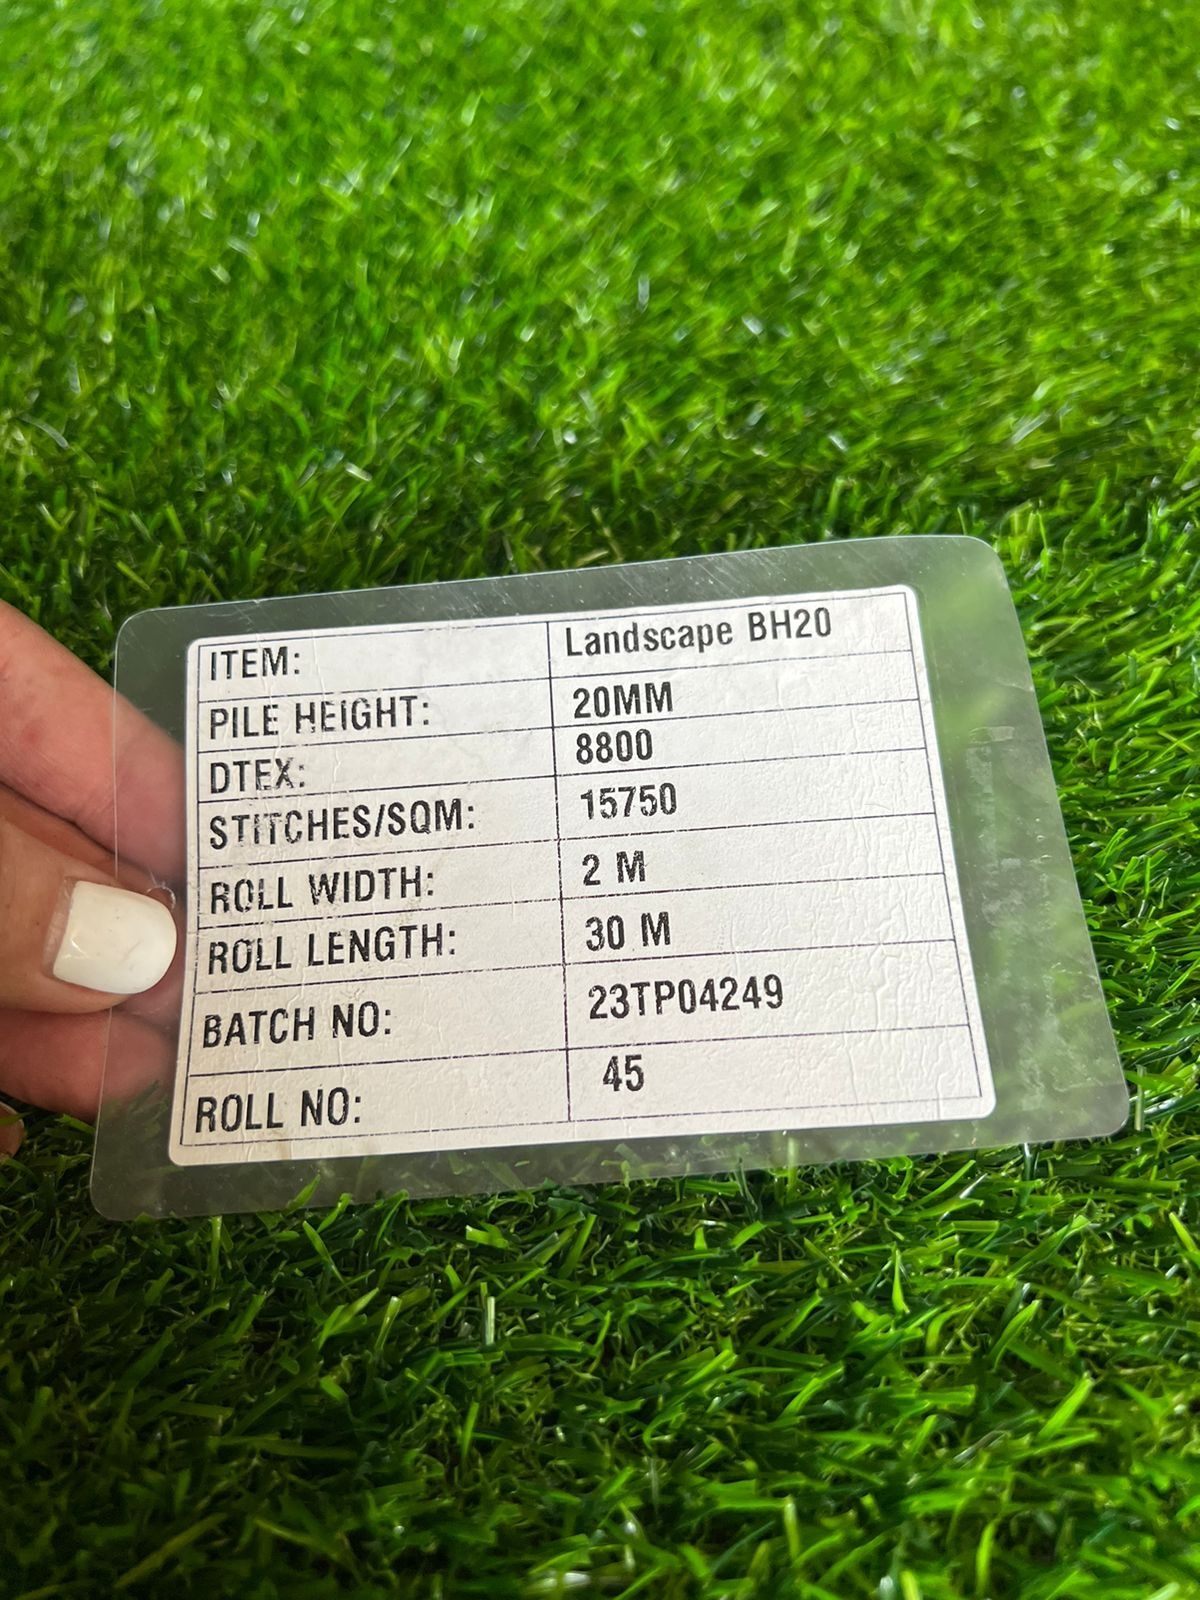 ITEM: Landscape BH20
PILE HEIGHT: 20MM
DTEX: 8800
STITCHES/SQM: 15750
ROLL WIDTH: 2 M
ROLL LENGTH: 30 M
BATCH NO: 23TP04249
ROLL NO: 45